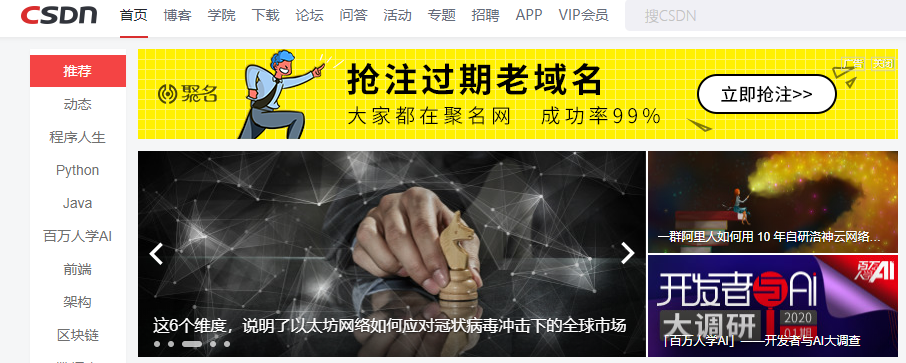 CSDN 首页 博客 学院 下载 论坛 问答 活动 专题 招聘 APP VIP会员 搜CSDN
推荐
动态
程序人生
Python
Java
百万人学AI
前端
架构
区块链
聚名
抢注过期老域名
大家都在聚名网 成功率99%
立即抢注>>
广告
关闭
这6个维度，说明了以太坊网络如何应对冠状病毒冲击下的全球市场
一群阿里人如何用 10 年自研洛神云网络...
开发者与Ai
大调研
2020
01期
百万人学AI
「百万人学AI」——开发者与AI大调查